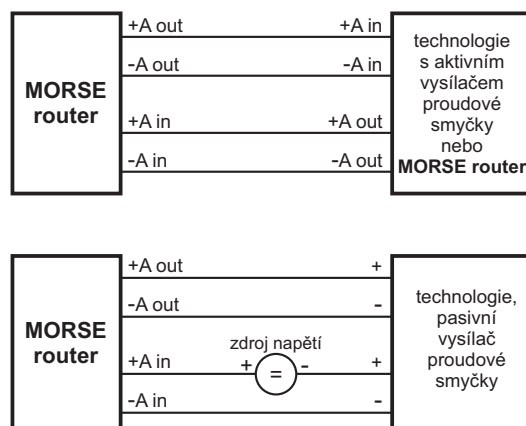 +A out
+A in
-A out
-A in
MORSE
router
+A in
+A out
-A in
-A out
technologie
s aktivním
vysílačem
proudové
smyčky
nebo
MORSE router
+A out
+
-A out
-
MORSE
router
zdroj napětí
+A in
+
=
-
+
-A in
-
technologie,
pasivní
vysílač
proudové
smyčky